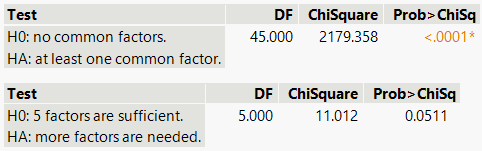 Test DF ChiSquare Prob>ChiSq
H0: no common factors. 45.000 2179.358 <.0001*
HA: at least one common factor.
Test DF ChiSquare Prob>ChiSq
H0: 5 factors are sufficient. 5.000 11.012 0.0511
HA: more factors are needed.